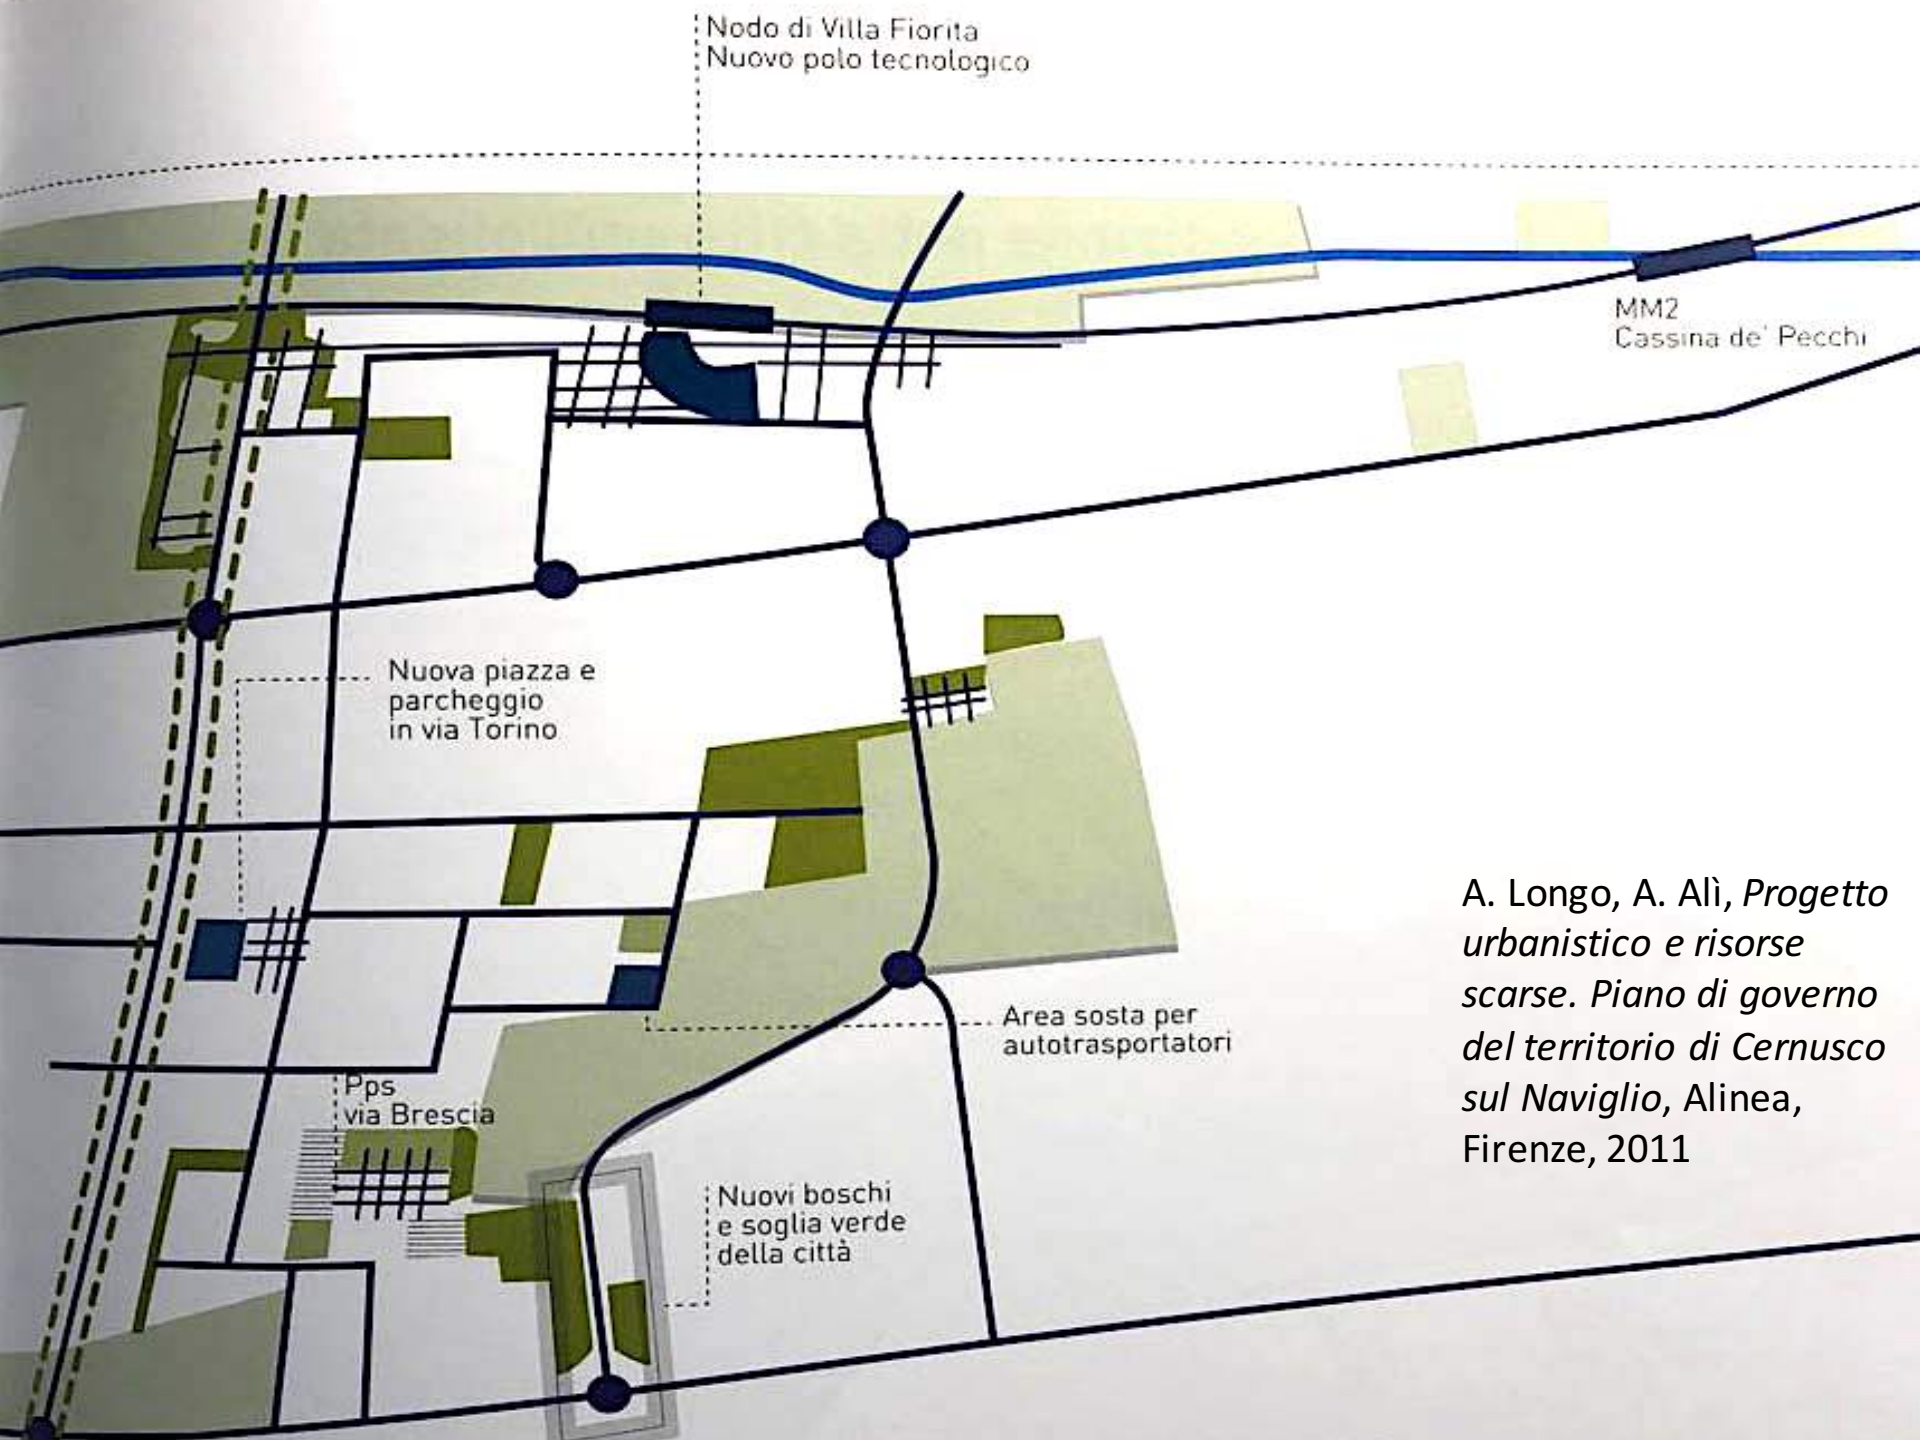 Nodo di Villa Fiorita
Nuovo polo tecnologico
MM2
Cassina de' Pecchi
Nuova piazza e
parcheggio
in via Torino
A. Longo, A. Alì, Progetto
urbanistico e risorse
scarse. Piano di governo
del territorio di Cernusco
sul Naviglio, Alinea,
Firenze, 2011
Area sosta per
autotrasportatori
Pps
via Brescia
Nuovi boschi
e soglia verde
della città